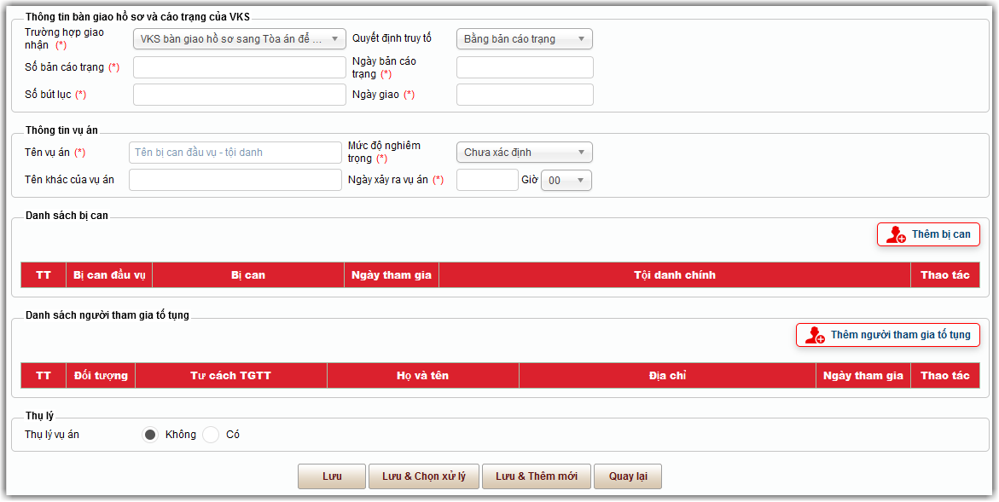 Thông tin bàn giao hồ sơ và cáo trạng của VKS
Trường hợp giao nhận (*) VKS bàn giao hồ sơ sang Tòa án để ... Quyết định truy tố Bằng bản cáo trạng
Số bản cáo trạng (*) Ngày bản cáo trạng (*)
Số bút lục (*) Ngày giao (*)
Thông tin vụ án
Tên vụ án (*) Tên bị can đầu vụ - tội danh Mức độ nghiêm trọng (*) Chưa xác định
Tên khác của vụ án Ngày xảy ra vụ án (*) Giờ 00
Danh sách bị can
Thêm bị can
TT Bị can đầu vụ Bị can Ngày tham gia Tội danh chính Thao tác
Danh sách người tham gia tố tụng
Thêm người tham gia tố tụng
TT Đối tượng Tư cách TGTT Họ và tên Địa chỉ Ngày tham gia Thao tác
Thụ lý
Thụ lý vụ án Không Có
Lưu Lưu & Chọn xử lý Lưu & Thêm mới Quay lại